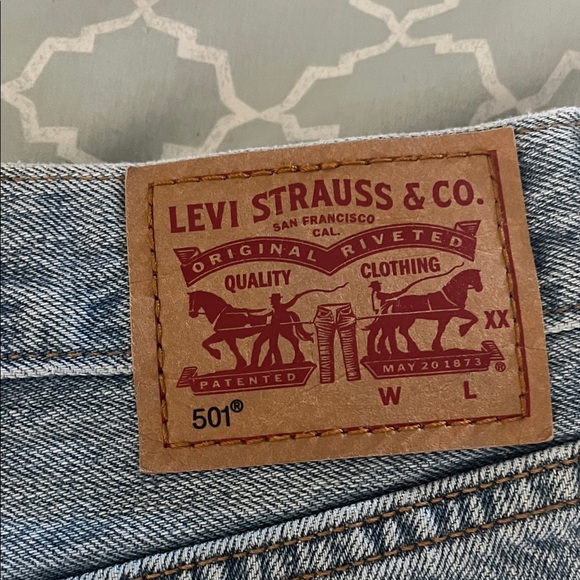 LEVI STRAUSS & CO.
SAN FRANCISCO
CAL.
ORIGINAL RIVETED
QUALITY CLOTHING
XX
PATENTED MAY 20 1873 ®
W L
501®